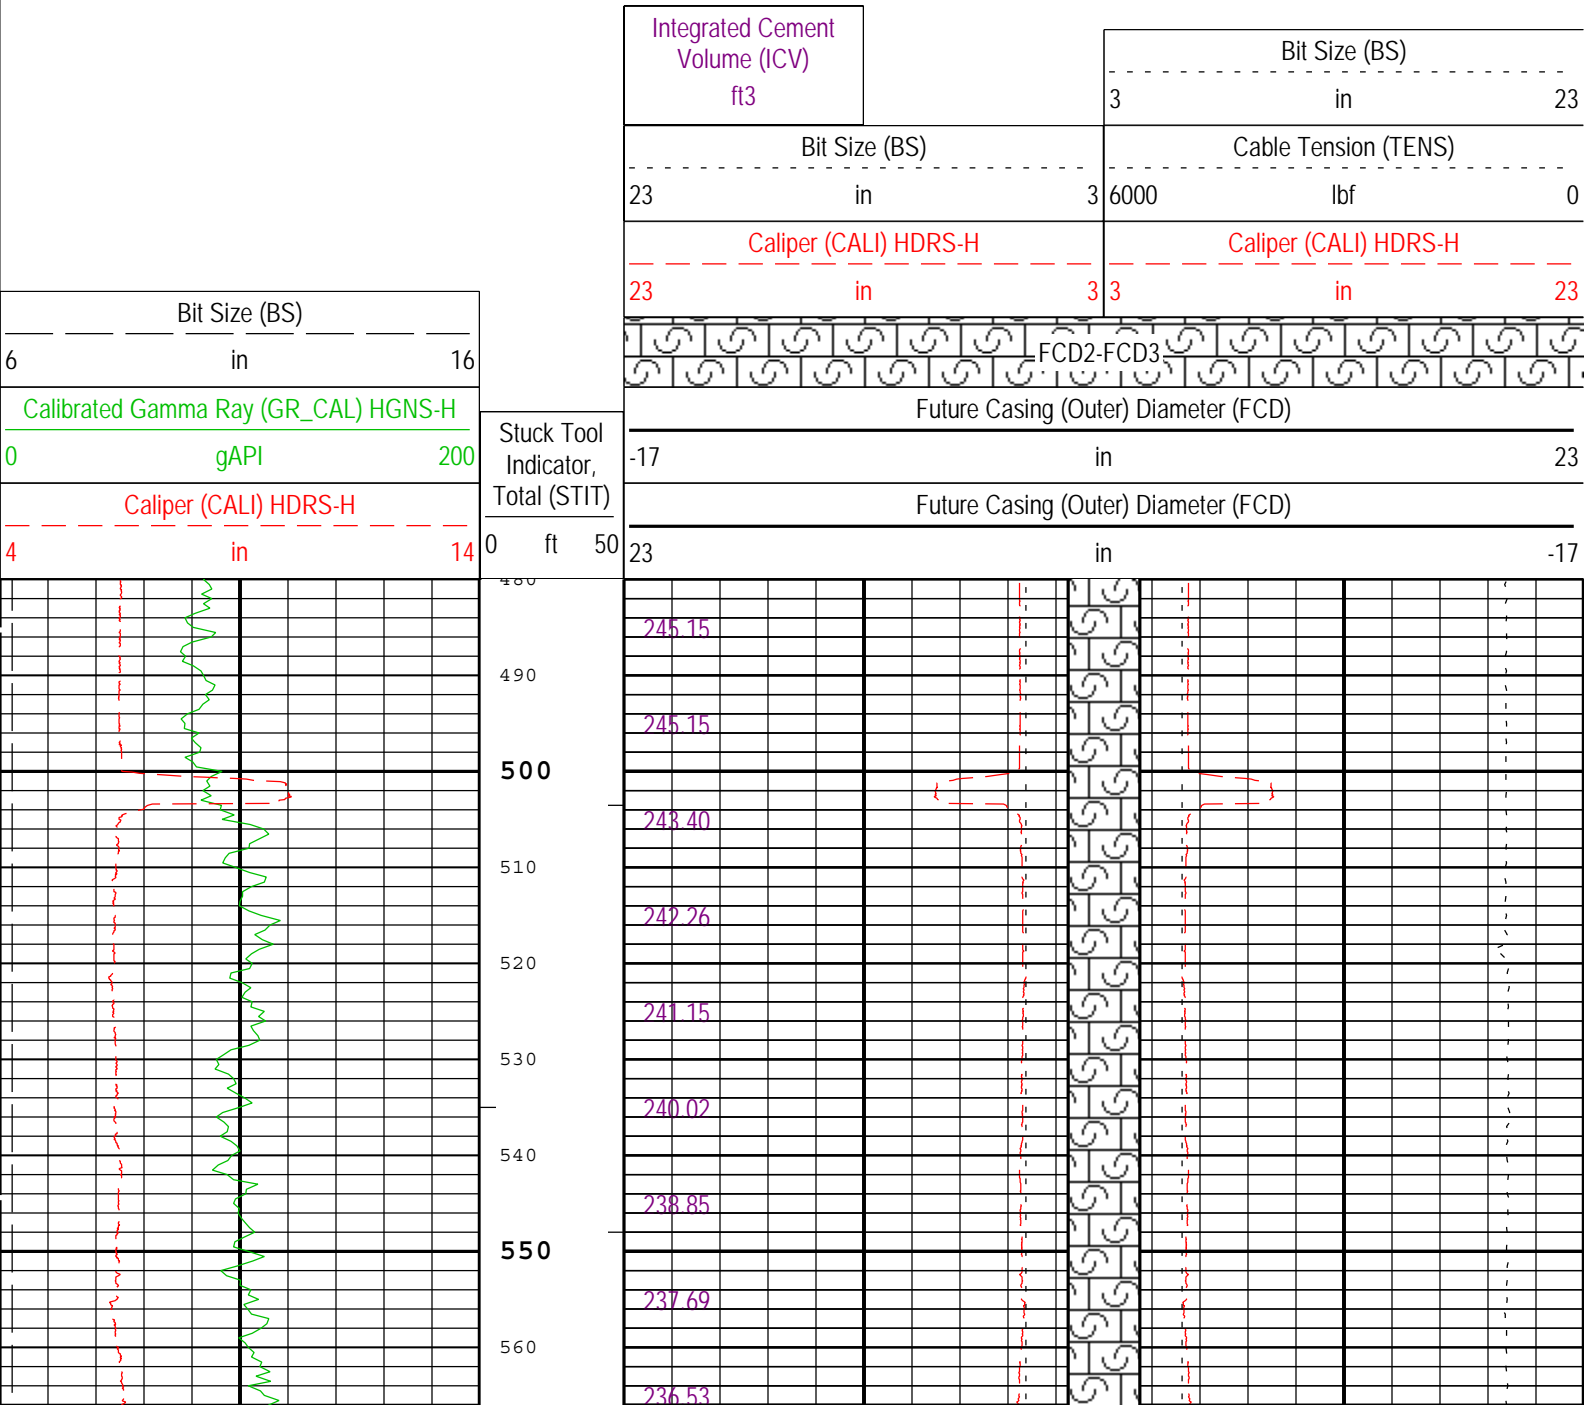 Integrated Cement
Volume (ICV)
ft3
Bit Size (BS)
3 in 23
Bit Size (BS)
23 in 3
Cable Tension (TENS)
6000 lbf 0
Caliper (CALI) HDRS-H
23 in 3
Caliper (CALI) HDRS-H
3 in 23
FCD2-FCD3
Bit Size (BS)
6 in 16
Calibrated Gamma Ray (GR_CAL) HGNS-H
0 gAPI 200
Caliper (CALI) HDRS-H
4 in 14
Stuck Tool
Indicator,
Total (STIT)
0 ft 50
Future Casing (Outer) Diameter (FCD)
-17 in 23
Future Casing (Outer) Diameter (FCD)
23 in -17
480
245.15
490
245.15
500
243.40
510
242.26
520
241.15
530
240.02
540
238.85
550
237.69
560
236.53